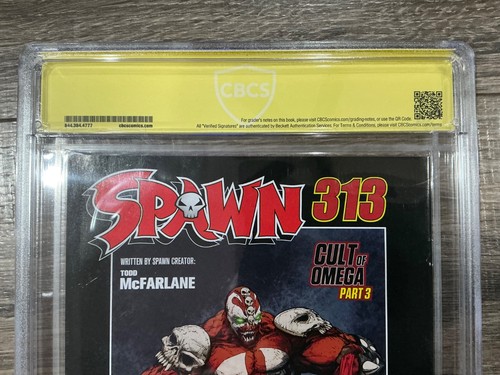 CBCS
For grader's notes on this book, please visit CBCScomics.com/grading-notes, or use the QR Code.
All "Verified Signatures" are authenticated by Beckett Authentication Services. For Terms & Conditions, please visit CBCScomics.com/terms
cbcscomics.com
SPAWN 313
WRITTEN BY SPAWN CREATOR:
TODD
McFARLANE
CULT OF
OMEGA
PART 3